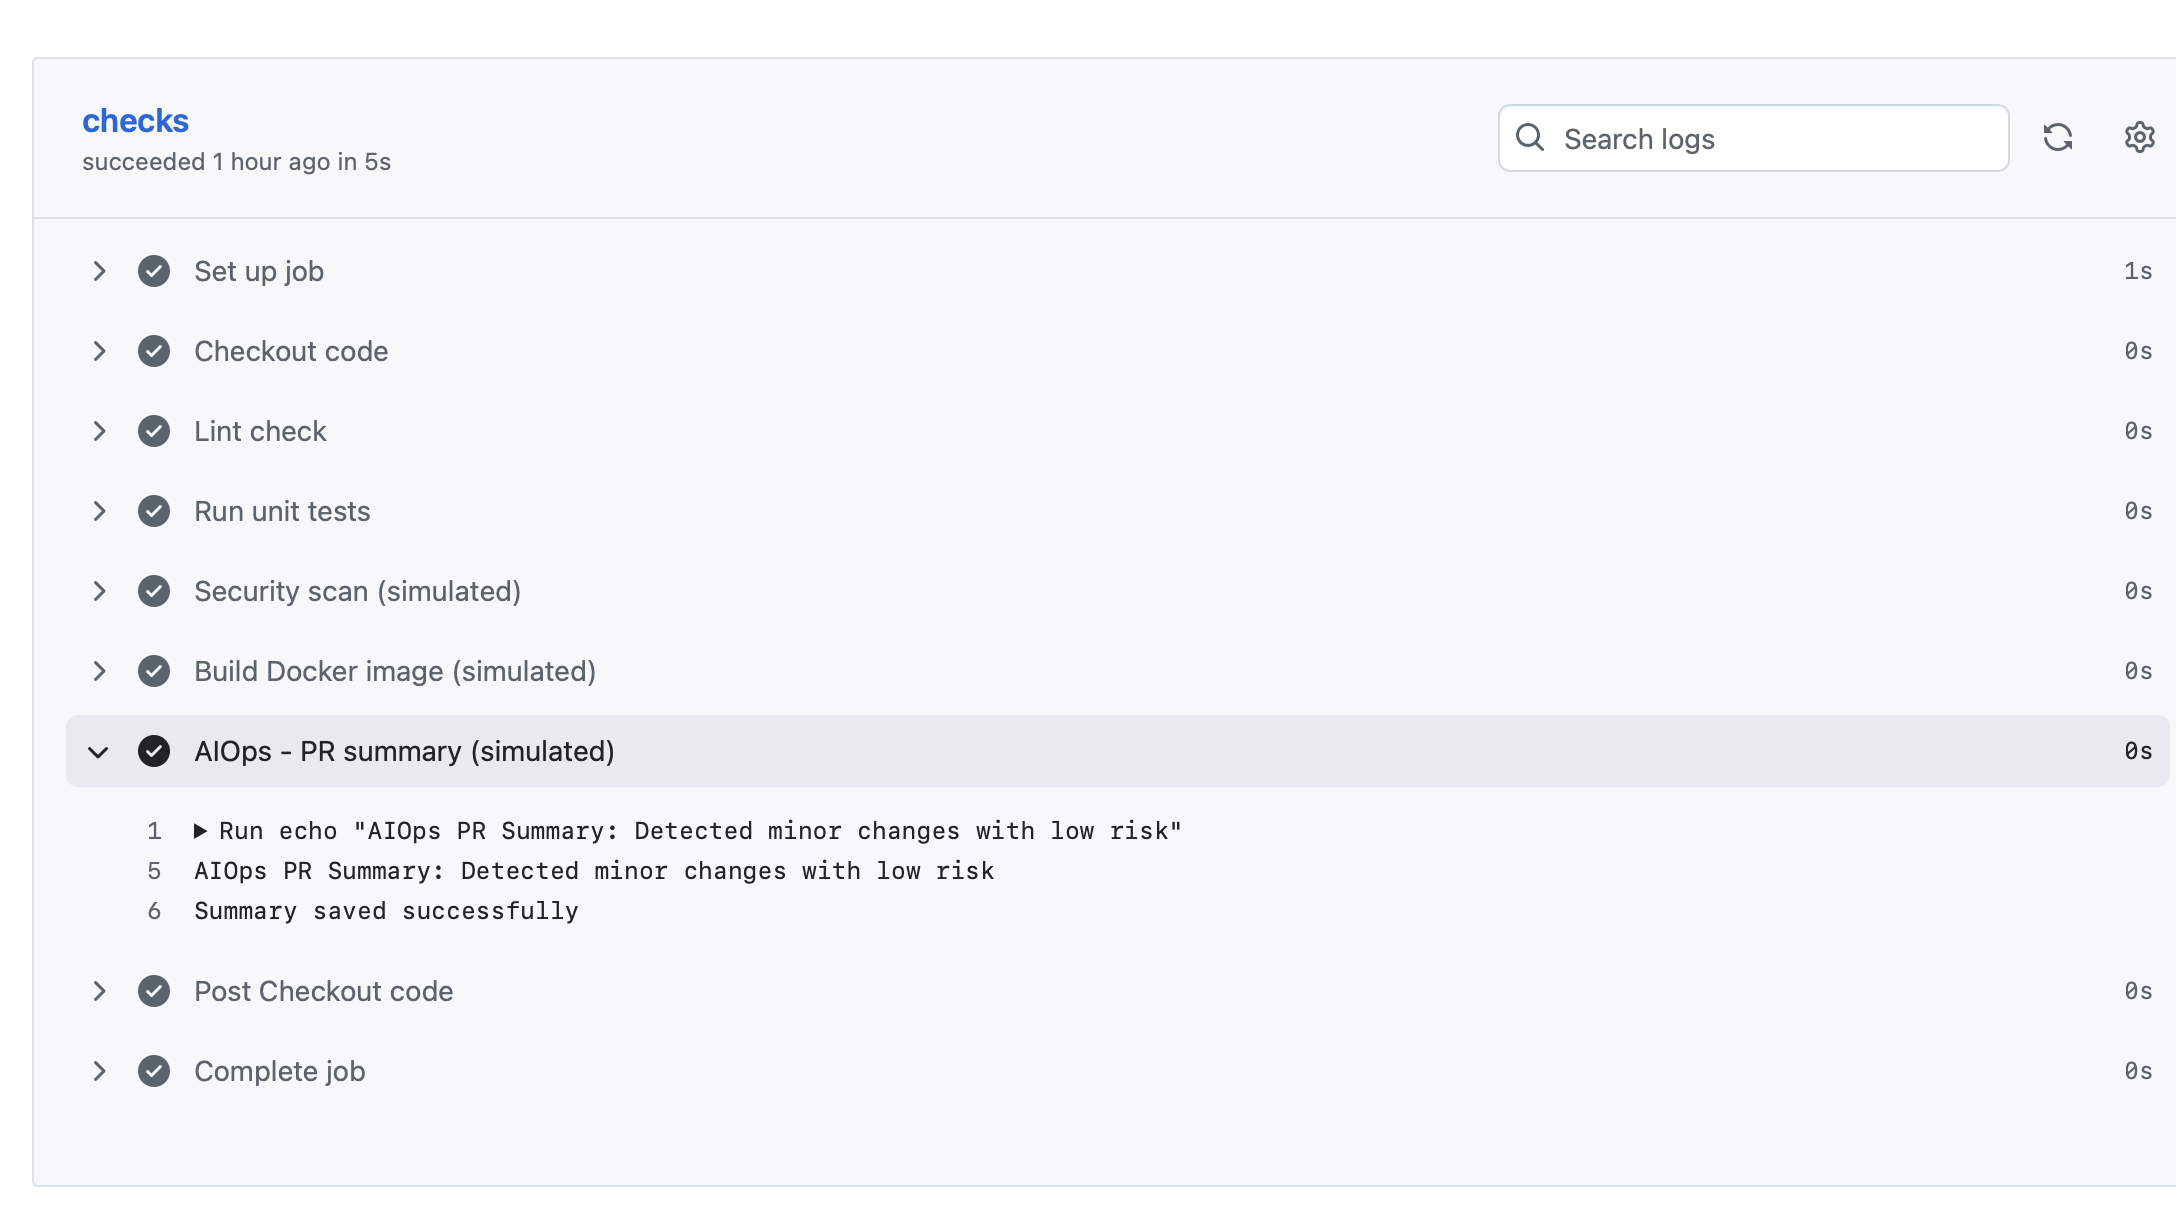 checks
succeeded 1 hour ago in 5s
Search logs
Set up job 1s
Checkout code 0s
Lint check 0s
Run unit tests 0s
Security scan (simulated) 0s
Build Docker image (simulated) 0s
AIOps - PR summary (simulated) 0s
1 Run echo "AIOps PR Summary: Detected minor changes with low risk"
5 AIOps PR Summary: Detected minor changes with low risk
6 Summary saved successfully
Post Checkout code 0s
Complete job 0s